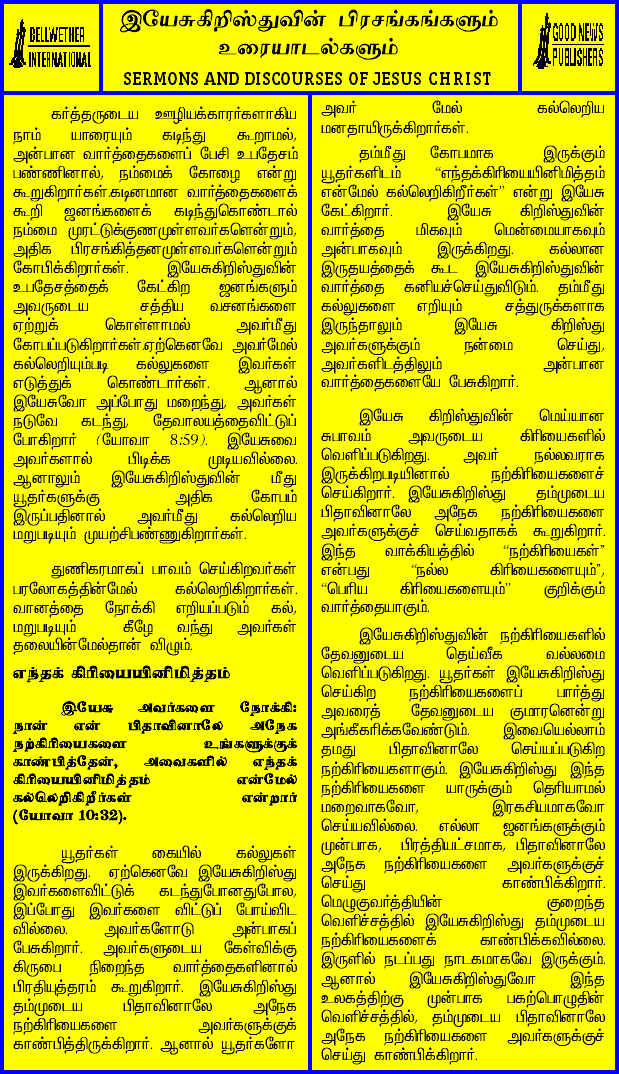 BELLWETHER
INTERNATIONAL
இயேசுகிறிஸ்துவின் பிரசங்கங்களும்
உரையாடல்களும்
SERMONS AND DISCOURSES OF JESUS CHRIST
GOOD NEWS
PUBLISHERS
கர்த்தருடைய ஊழியக்காரர்களாகிய
நாம் யாரையும் கடிந்து கூறாமல்,
அன்பான வார்த்தைகளைப் பேசி உபதேசம்
பண்ணினால், நம்மைக் கோழை என்று
கூறுகிறார்கள்.கடினமான வார்த்தைகளைக்
கூறி ஜனங்களைக் கடிந்துகொண்டால்
நம்மை முரட்டுக்குணமுள்ளவர்களென்றும்,
அதிக பிரசங்கித்தனமுள்ளவர்களென்றும்
கோபிக்கிறார்கள். இயேசுகிறிஸ்துவின்
உபதேசத்தைக் கேட்கிற ஜனங்களும்
அவருடைய சத்திய வசனங்களை
ஏற்றுக் கொள்ளாமல் அவர்மீது
கோபப்படுகிறார்கள்.ஏற்கெனவே அவர்மேல்
கல்லெறியும்படி கல்லுகளை இவர்கள்
எடுத்துக் கொண்டார்கள். ஆனால்
இயேசுவோ அப்போது மறைந்து, அவர்கள்
நடுவே கடந்து, தேவாலயத்தைவிட்டுப்
போகிறார் (யோவா 8:59). இயேசுவை
அவர்களால் பிடிக்க முடியவில்லை.
ஆனாலும் இயேசுகிறிஸ்துவின் மீது
யூதர்களுக்கு அதிக கோபம்
இருப்பதினால் அவர்மீது கல்லெறிய
மறுபடியும் முயற்சிபண்ணுகிறார்கள்.
துணிகரமாகப் பாவம் செய்கிறவர்கள்
பரலோகத்தின்மேல் கல்லெறிகிறார்கள்.
வானத்தை நோக்கி எறியப்படும் கல்,
மறுபடியும் கீழே வந்து அவர்கள்
தலையின்மேல்தான் விழும்.
எந்தக் கிரியையினிமித்தம்
இயேசு அவர்களை நோக்கி:
நான் என் பிதாவினாலே அநேக
நற்கிரியைகளை உங்களுக்குக்
காண்பித்தேன், அவைகளில் எந்தக்
கிரியையினிமித்தம் என்மேல்
கல்லெறிகிறீர்கள் என்றார்
(யோவா 10:32).
யூதர்கள் கையில் கல்லுகள்
இருக்கிறது. ஏற்கெனவே இயேசுகிறிஸ்து
இவர்களைவிட்டுக் கடந்துபோனதுபோல,
இப்போது இவர்களை விட்டுப் போய்விட
வில்லை. அவர்களோடு அன்பாகப்
பேசுகிறார். அவர்களுடைய கேள்விக்கு
கிருபை நிறைந்த வார்த்தைகளினால்
பிரதியுத்தரம் கூறுகிறார். இயேசுகிறிஸ்து
தம்முடைய பிதாவினாலே அநேக
நற்கிரியைகளை அவர்களுக்குக்
காண்பித்திருக்கிறார். ஆனால் யூதர்களோ
அவர் மேல் கல்லெறிய
மனதாயிருக்கிறார்கள்.
தம்மீது கோபமாக இருக்கும்
யூதர்களிடம் “எந்தக்கிரியையினிமித்தம்
என்மேல் கல்லெறிகிறீர்கள்” என்று இயேசு
கேட்கிறார். இயேசு கிறிஸ்துவின்
வார்த்தை மிகவும் மென்மையாகவும்
அன்பாகவும் இருக்கிறது. கல்லான
இருதயத்தைக் கூட இயேசுகிறிஸ்துவின்
வார்த்தை கனியச்செய்துவிடும். தம்மீது
கல்லுகளை எறியும் சத்துருக்களாக
இருந்தாலும் இயேசு கிறிஸ்து
அவர்களுக்கும் நன்மை செய்து,
அவர்களிடத்திலும் அன்பான
வார்த்தைகளையே பேசுகிறார்.
இயேசு கிறிஸ்துவின் மெய்யான
சுபாவம் அவருடைய கிரியைகளில்
வெளிப்படுகிறது. அவர் நல்லவராக
இருக்கிறபடியினால் நற்கிரியைகளைச்
செய்கிறார். இயேசுகிறிஸ்து தம்முடைய
பிதாவினாலே அநேக நற்கிரியைகளை
அவர்களுக்குச் செய்வதாகக் கூறுகிறார்.
இந்த வாக்கியத்தில் “நற்கிரியைகள்”
என்பது “நல்ல கிரியைகளையும்”,
“பெரிய கிரியைகளையும்” குறிக்கும்
வார்த்தையாகும்.
இயேசுகிறிஸ்துவின் நற்கிரியைகளில்
தேவனுடைய தெய்வீக வல்லமை
வெளிப்படுகிறது. யூதர்கள் இயேசுகிறிஸ்து
செய்கிற நற்கிரியைகளைப் பார்த்து
அவரைத் தேவனுடைய குமாரனென்று
அங்கீகரிக்கவேண்டும். இவையெல்லாம்
தமது பிதாவினாலே செய்யப்படுகிற
நற்கிரியைகளாகும். இயேசுகிறிஸ்து இந்த
நற்கிரியைகளை யாருக்கும் தெரியாமல்
மறைவாகவோ, இரகசியமாகவோ
செய்யவில்லை. எல்லா ஜனங்களுக்கும்
முன்பாக, பிரத்தியட்சமாக, பிதாவினாலே
அநேக நற்கிரியைகளை அவர்களுக்குச்
செய்து காண்பிக்கிறார்.
மெழுகுவர்த்தியின் குறைந்த
வெளிச்சத்தில் இயேசுகிறிஸ்து தம்முடைய
நற்கிரியைகளைக் காண்பிக்கவில்லை.
இருளில் நடப்பது நாடகமாகவே இருக்கும்.
ஆனால் இயேசுகிறிஸ்துவோ இந்த
உலகத்திற்கு முன்பாக பகற்பொழுதின்
வெளிச்சத்தில், தம்முடைய பிதாவினாலே
அநேக நற்கிரியைகளை அவர்களுக்குச்
செய்து காண்பிக்கிறார்.